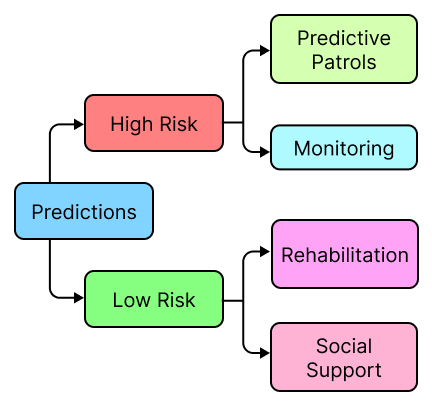 Predictive
Patrols
High Risk
Monitoring
Predictions
Rehabilitation
Low Risk
Social
Support